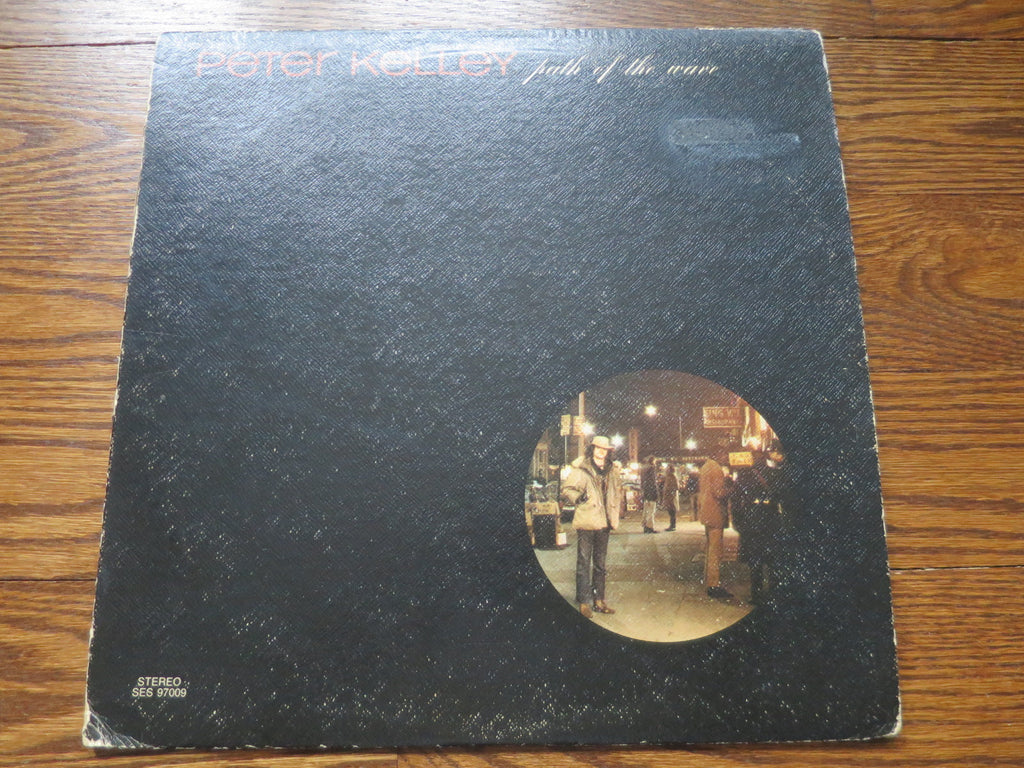 Peter Kelley path of the wave
STEREO
SES 97009